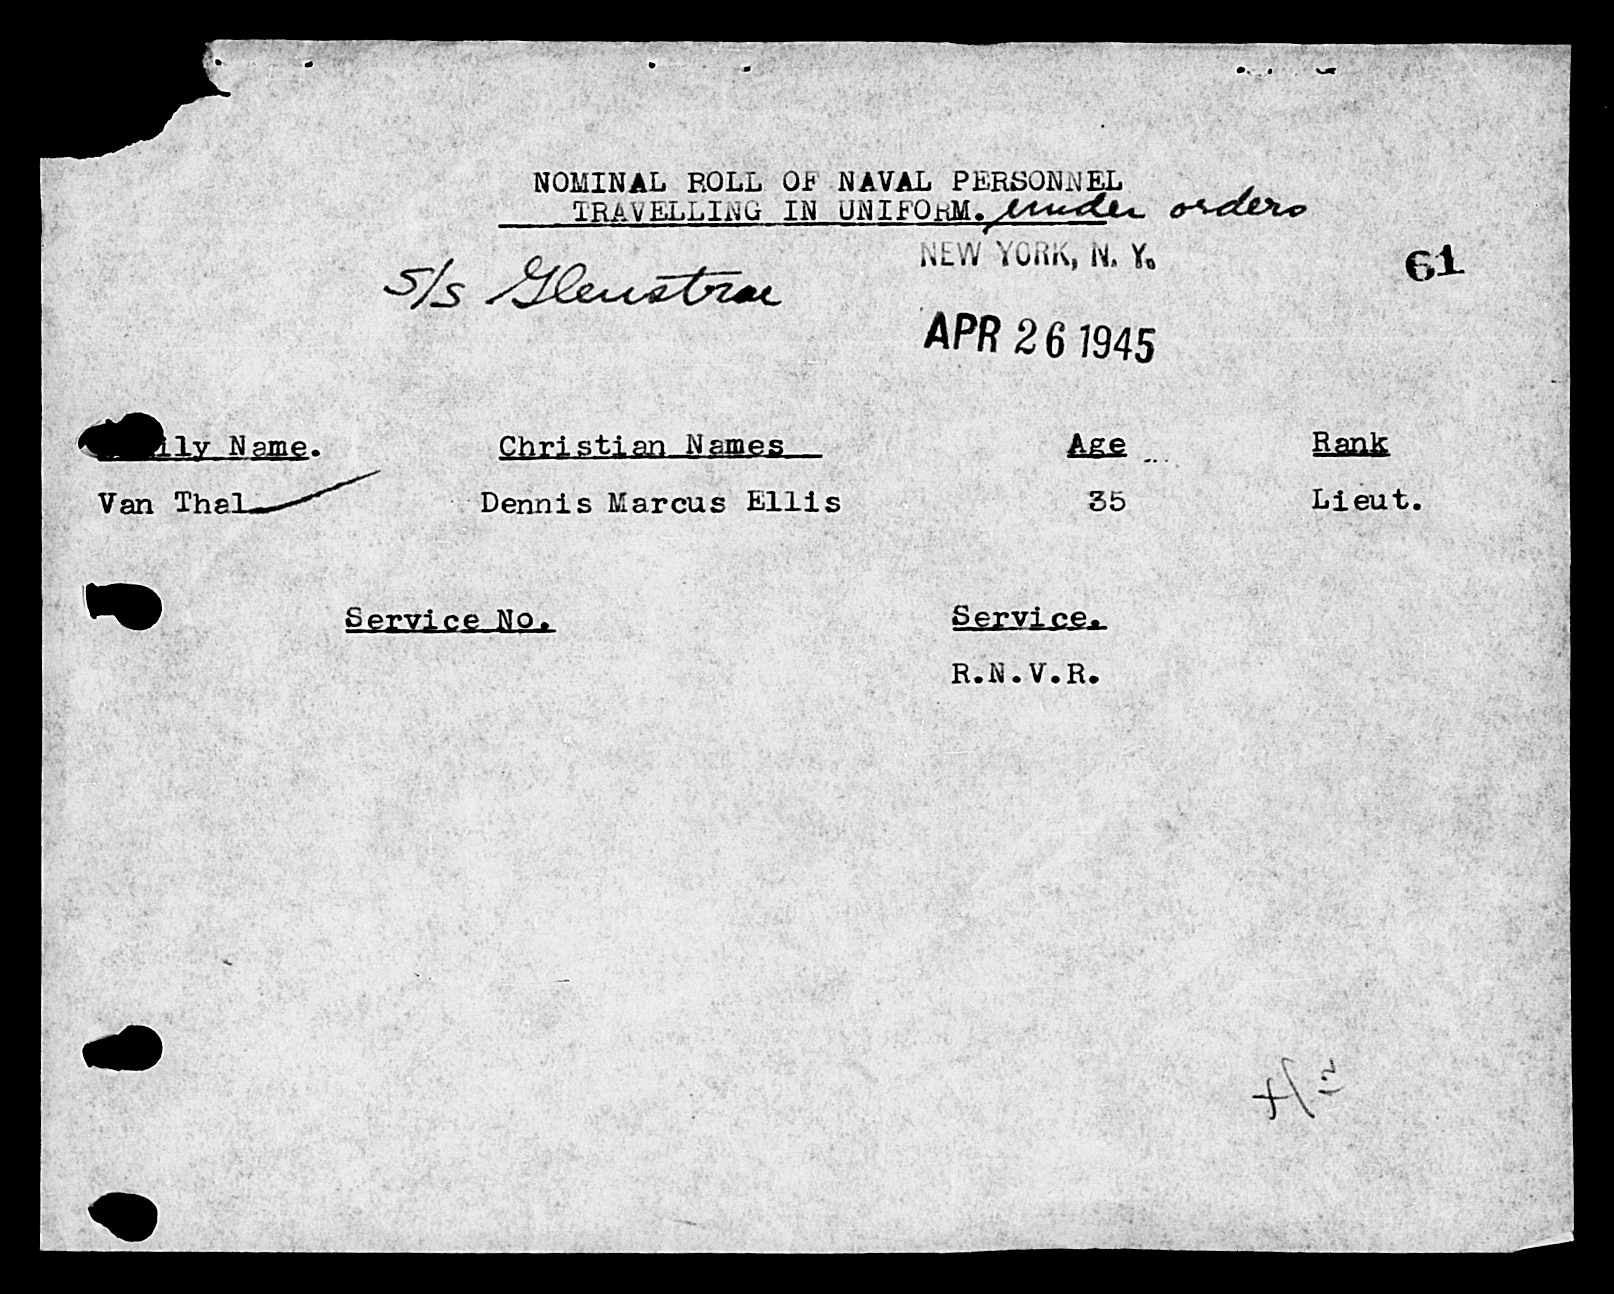 NOMINAL ROLL OF NAVAL PERSONNEL
TRAVELLING IN UNIFORM. under orders
NEW YORK, N. Y.
61
S/S Glenstrae
APR 26 1945
ily Name. Christian Names Age Rank
Van Thal Dennis Marcus Ellis 35 Lieut.
Service No. Service.
R.N.V.R.